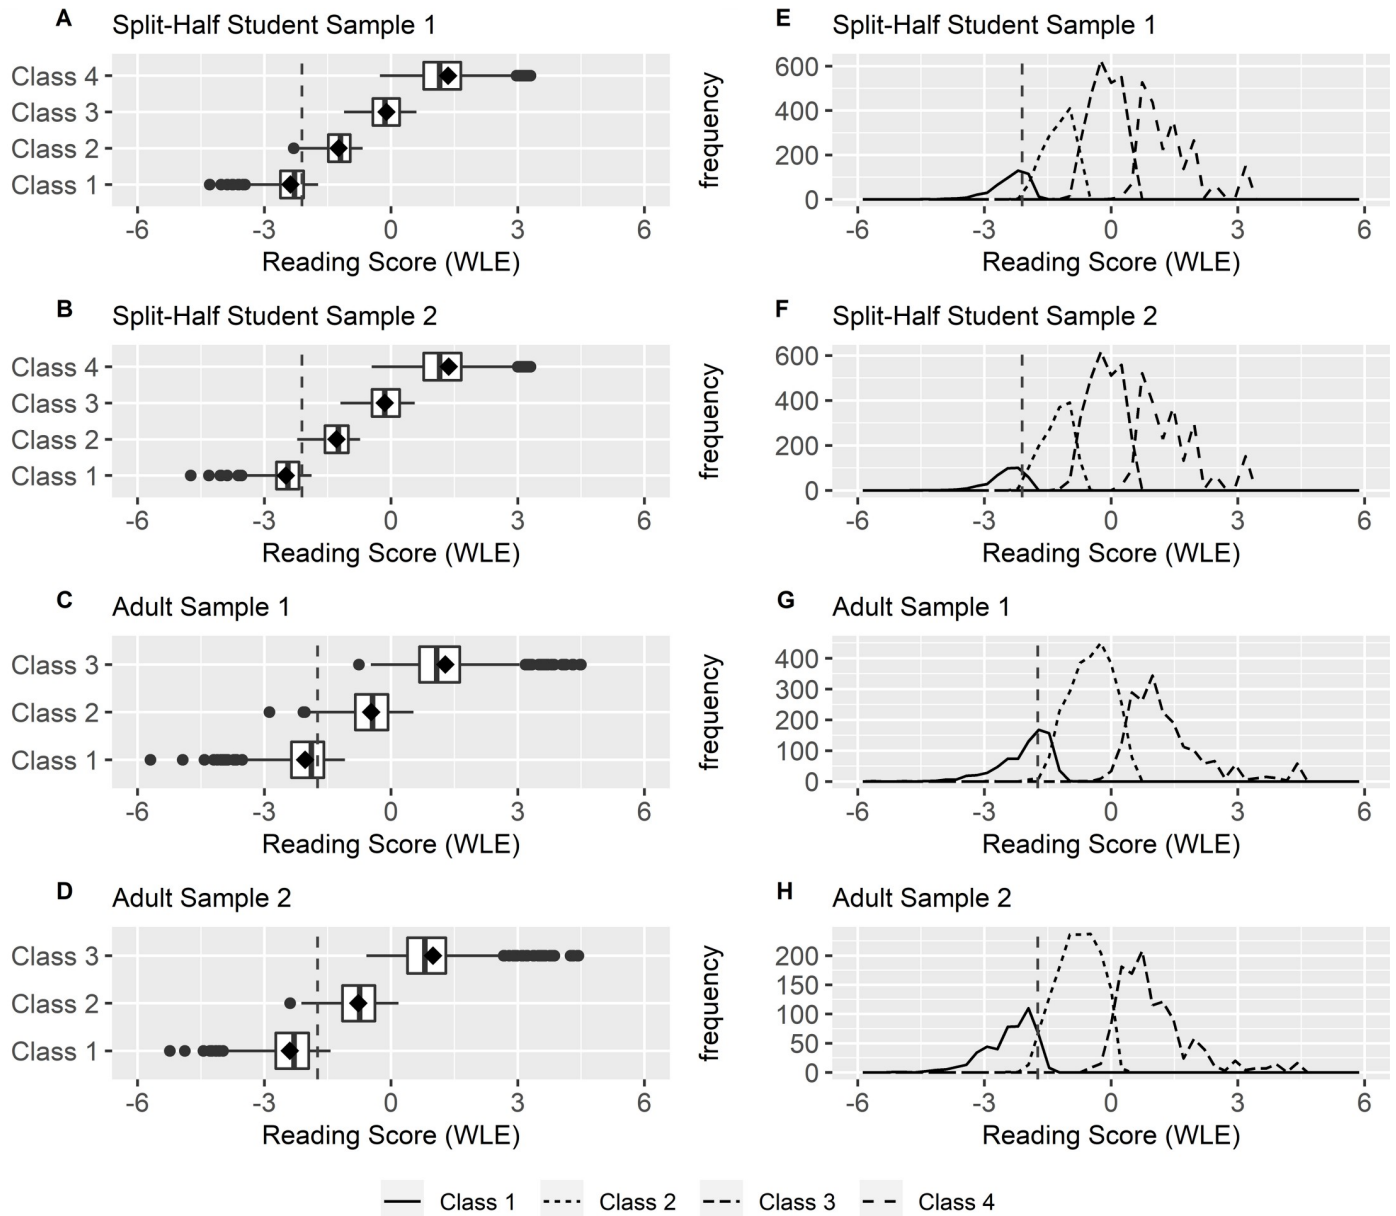 A Split-Half Student Sample 1
Class 4
Class 3
Class 2
Class 1
-6 -3 0 3 6
Reading Score (WLE)
E Split-Half Student Sample 1
frequency
600
400
200
0
-6 -3 0 3 6
Reading Score (WLE)
B Split-Half Student Sample 2
Class 4
Class 3
Class 2
Class 1
-6 -3 0 3 6
Reading Score (WLE)
F Split-Half Student Sample 2
frequency
600
400
200
0
-6 -3 0 3 6
Reading Score (WLE)
C Adult Sample 1
Class 3
Class 2
Class 1
-6 -3 0 3 6
Reading Score (WLE)
G Adult Sample 1
frequency
400
300
200
100
0
-6 -3 0 3 6
Reading Score (WLE)
D Adult Sample 2
Class 3
Class 2
Class 1
-6 -3 0 3 6
Reading Score (WLE)
H Adult Sample 2
frequency
200
150
100
50
0
-6 -3 0 3 6
Reading Score (WLE)
Class 1 Class 2 Class 3 Class 4